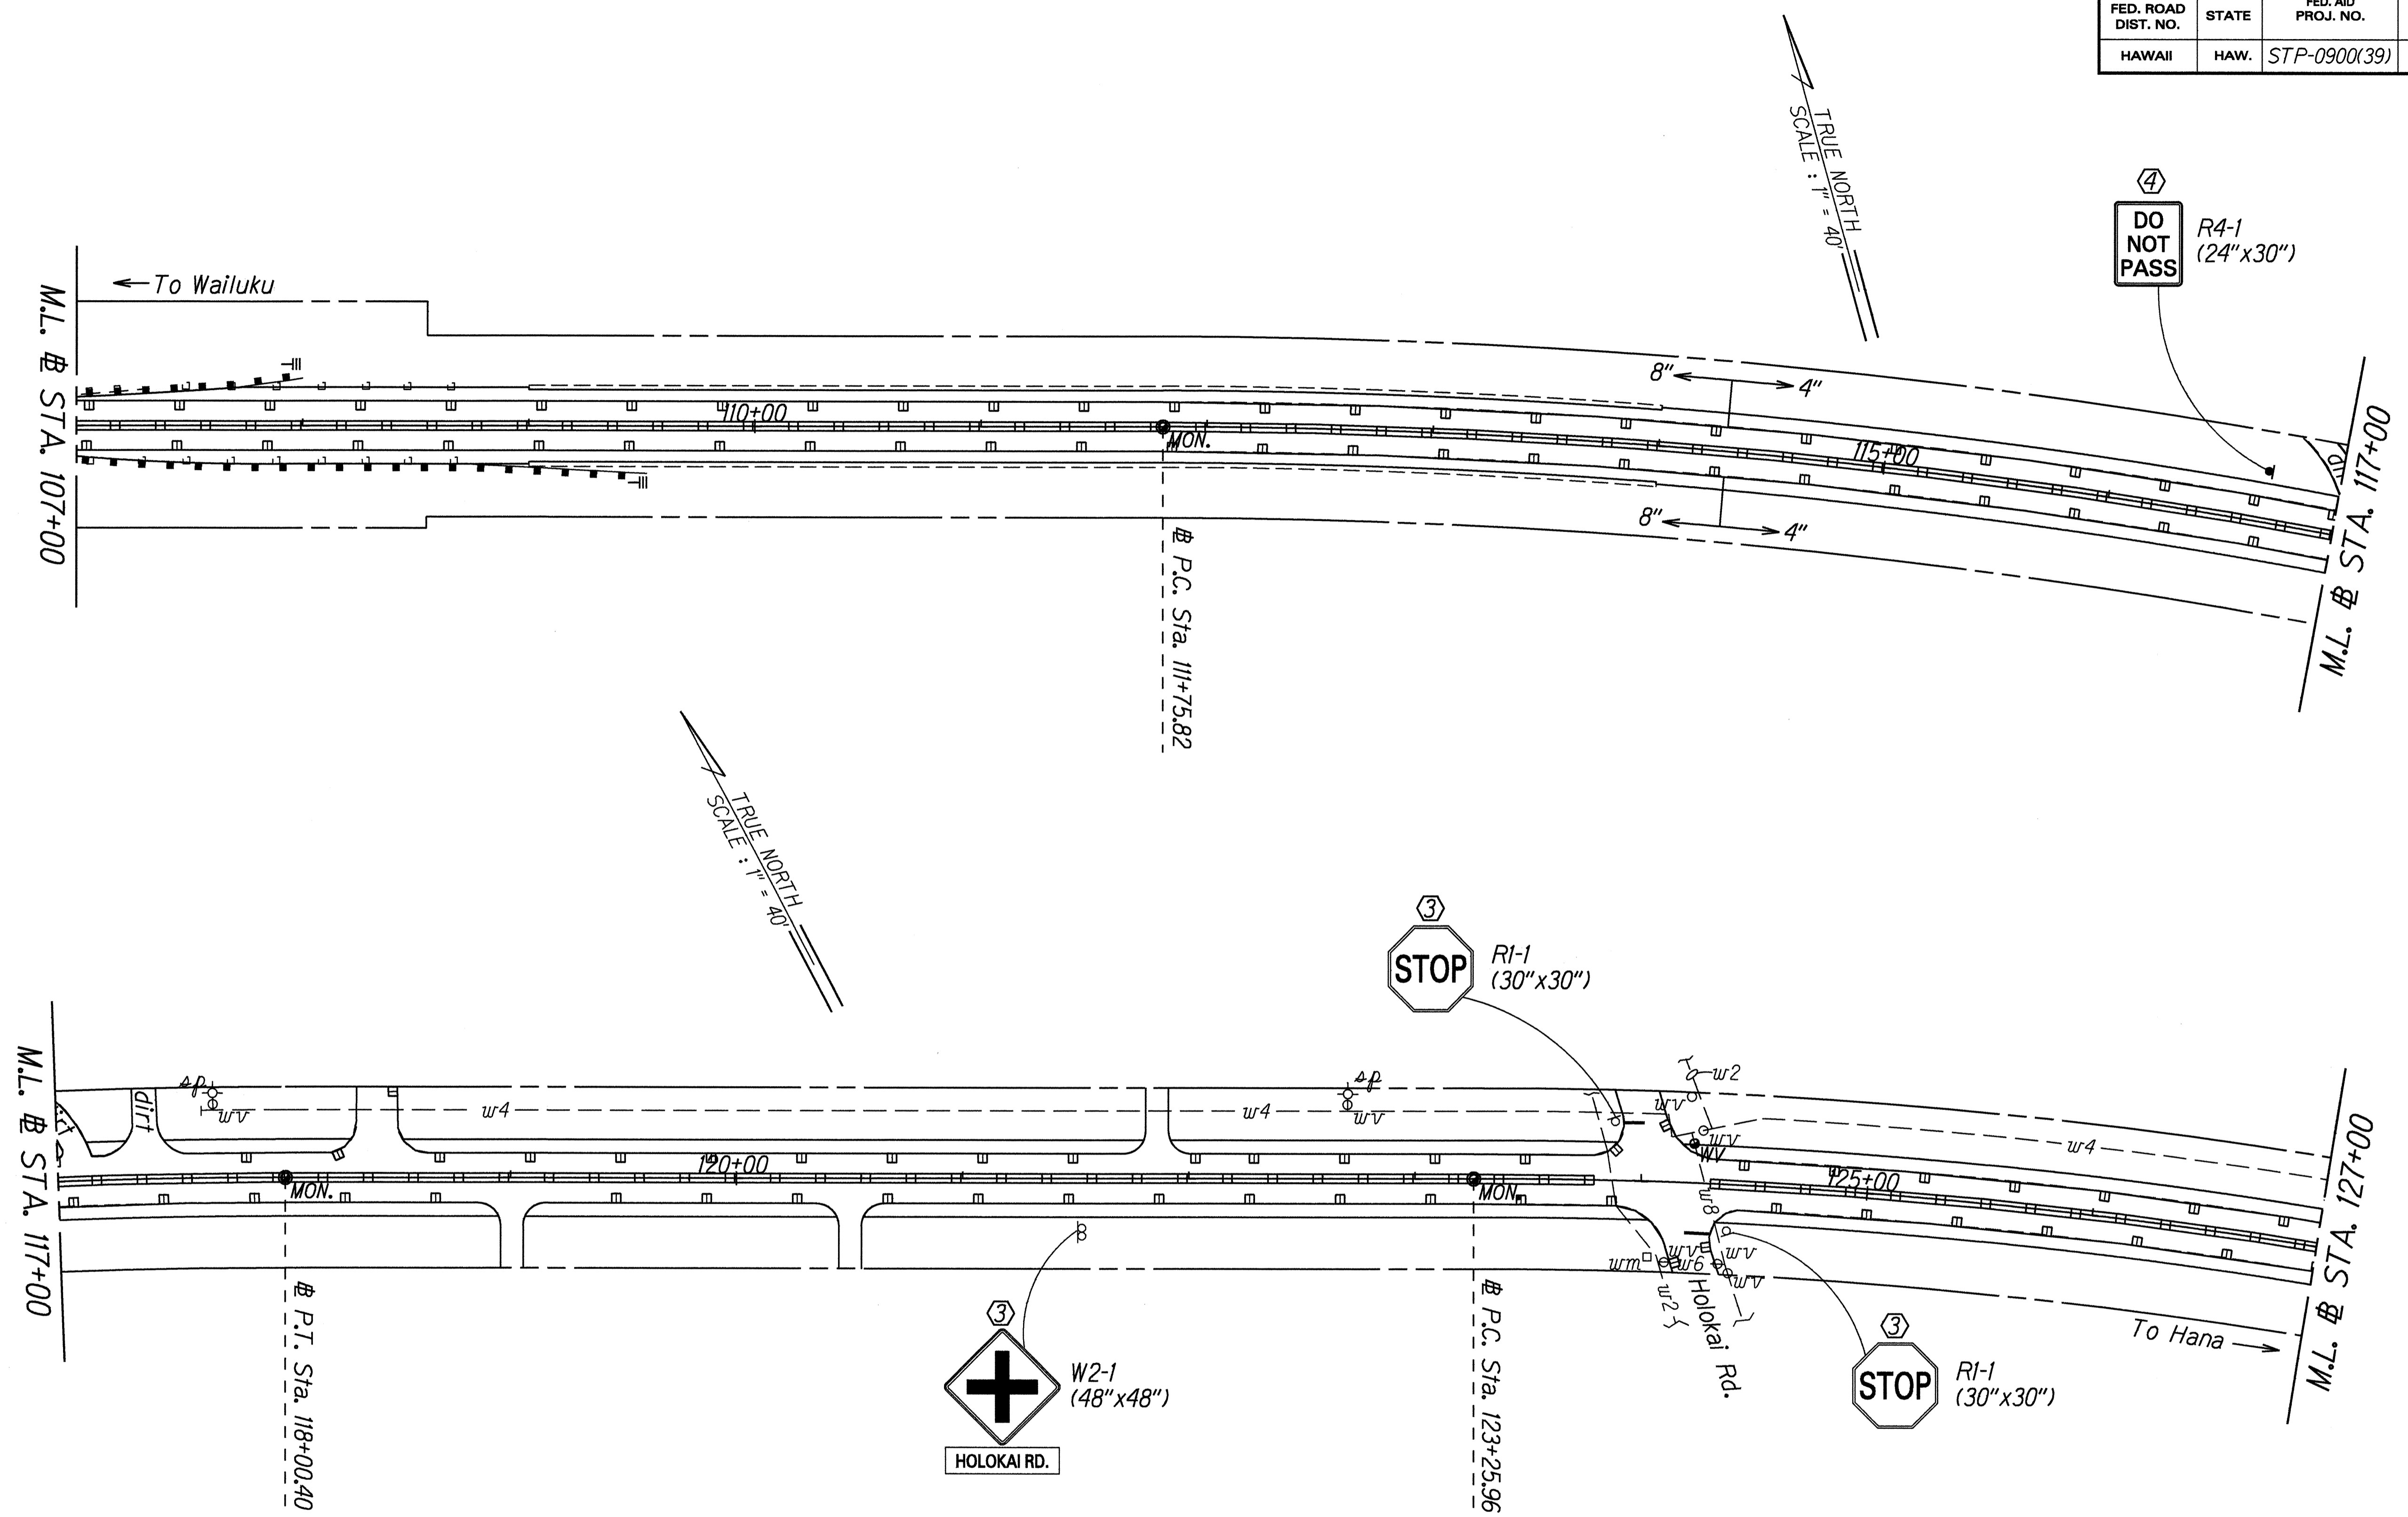 FED. ROAD
DIST. NO.
STATE
FED. AID
PROJ. NO.
HAWAII
HAW.
STP-0900(39)
TRUE NORTH
SCALE : 1" = 40'
4
DO
NOT
PASS
R4-1
(24"x30")
To Wailuku
M.L. ␢ STA. 107+00
110+00
MON.
8"
4"
115+00
8"
4"
M.L. ␢ STA. 117+00
␢ P.C. Sta. 111+75.82
TRUE NORTH
SCALE : 1" = 40'
3
STOP
R1-1
(30"x30")
M.L. ␢ STA. 117+00
dirt
sp
wv
w4
w4
sp
wv
wv
w2
wv
WV
w4
120+00
MON.
MON.
w8
125+00
wm
wv
w6
wv
wv
w2
Holokai Rd.
To Hana
M.L. ␢ STA. 127+00
␢ P.T. Sta. 118+00.40
3
W2-1
(48"x48")
HOLOKAI RD.
␢ P.C. Sta. 123+25.96
3
STOP
R1-1
(30"x30")